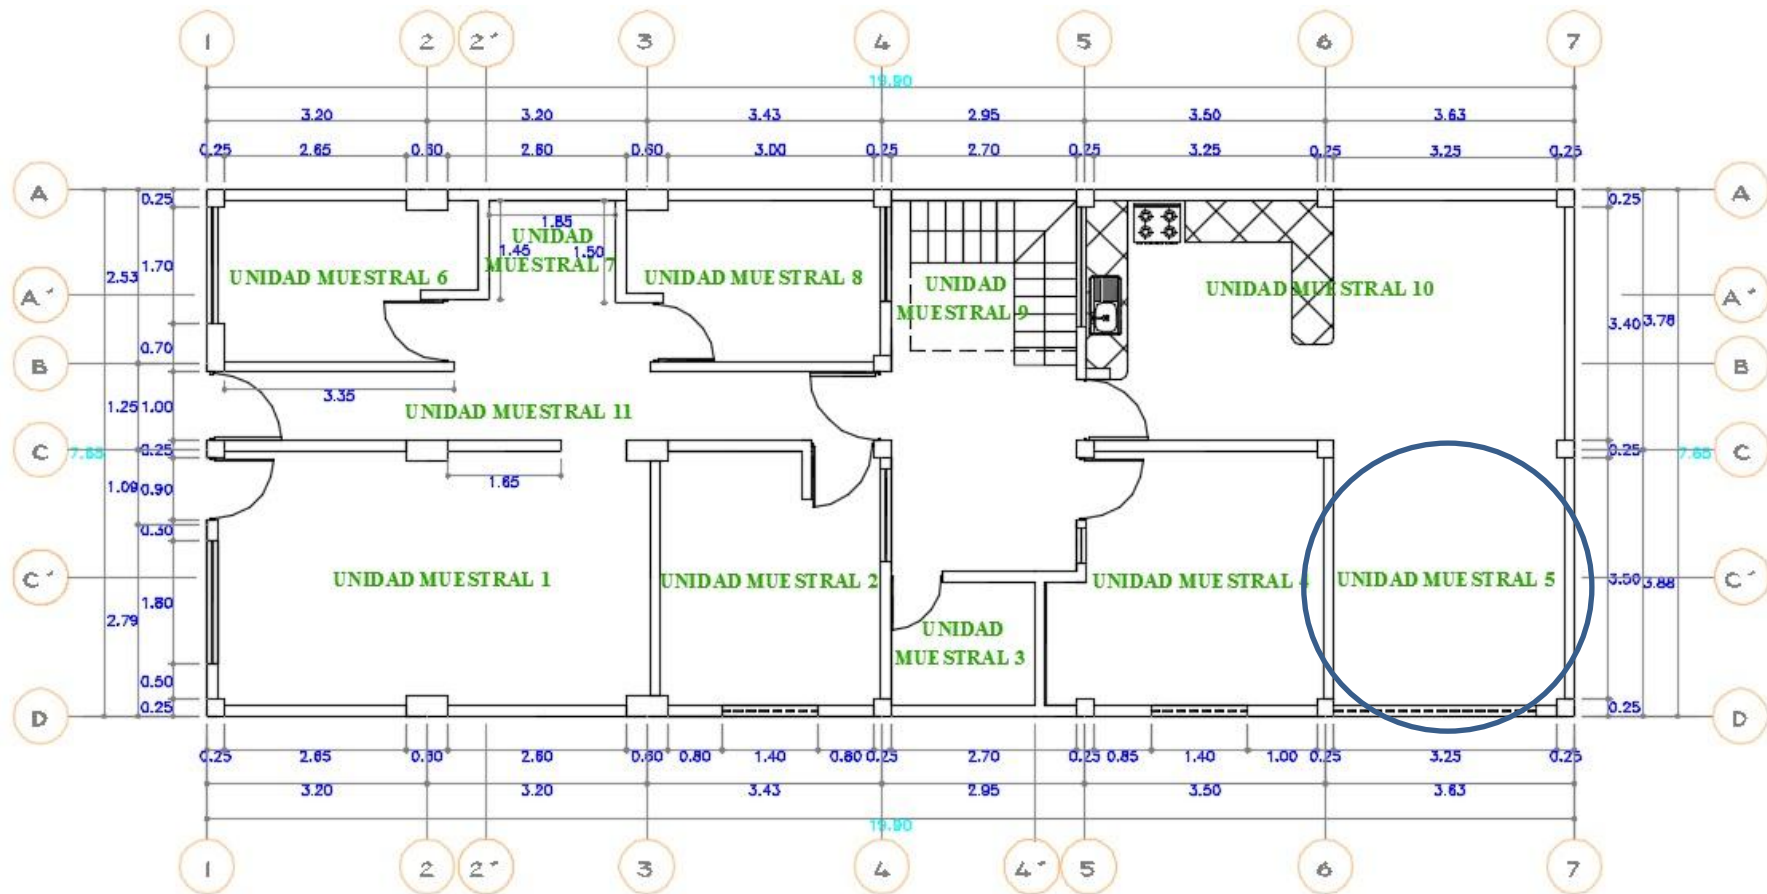 1 2 2' 3 4 5 6 7
19.90
3.20 3.20 3.43 2.95 3.50 3.63
0.25 2.65 0.60 2.60 0.60 3.00 0.25 2.70 0.25 3.25 0.25 3.25 0.25
A A
0.25 0.25
1.85
UNIDAD
MUESTRAL 7
1.45 1.50
2.53 1.70
UNIDAD MUESTRAL 6
UNIDAD MUESTRAL 8
UNIDAD
MUESTRAL 9
UNIDAD MUESTRAL 10
A' A'
3.40 3.78
0.70
B B
3.35
1.25 1.00
UNIDAD MUESTRAL 11
C 7.65 0.25 0.25 7.65 C
1.09 0.90
1.65
0.30
C' C'
UNIDAD MUESTRAL 1
UNIDAD MUESTRAL 2
UNIDAD MUESTRAL 4
UNIDAD MUESTRAL 5
3.50 3.88
2.79 1.80
UNIDAD
MUESTRAL 3
0.50
0.25 0.25
D D
0.25 2.65 0.60 2.60 0.60 0.80 1.40 0.80 0.25 2.70 0.25 0.85 1.40 1.00 0.25 3.25 0.25
3.20 3.20 3.43 2.95 3.50 3.63
19.90
1 2 2' 3 4 4' 5 6 7